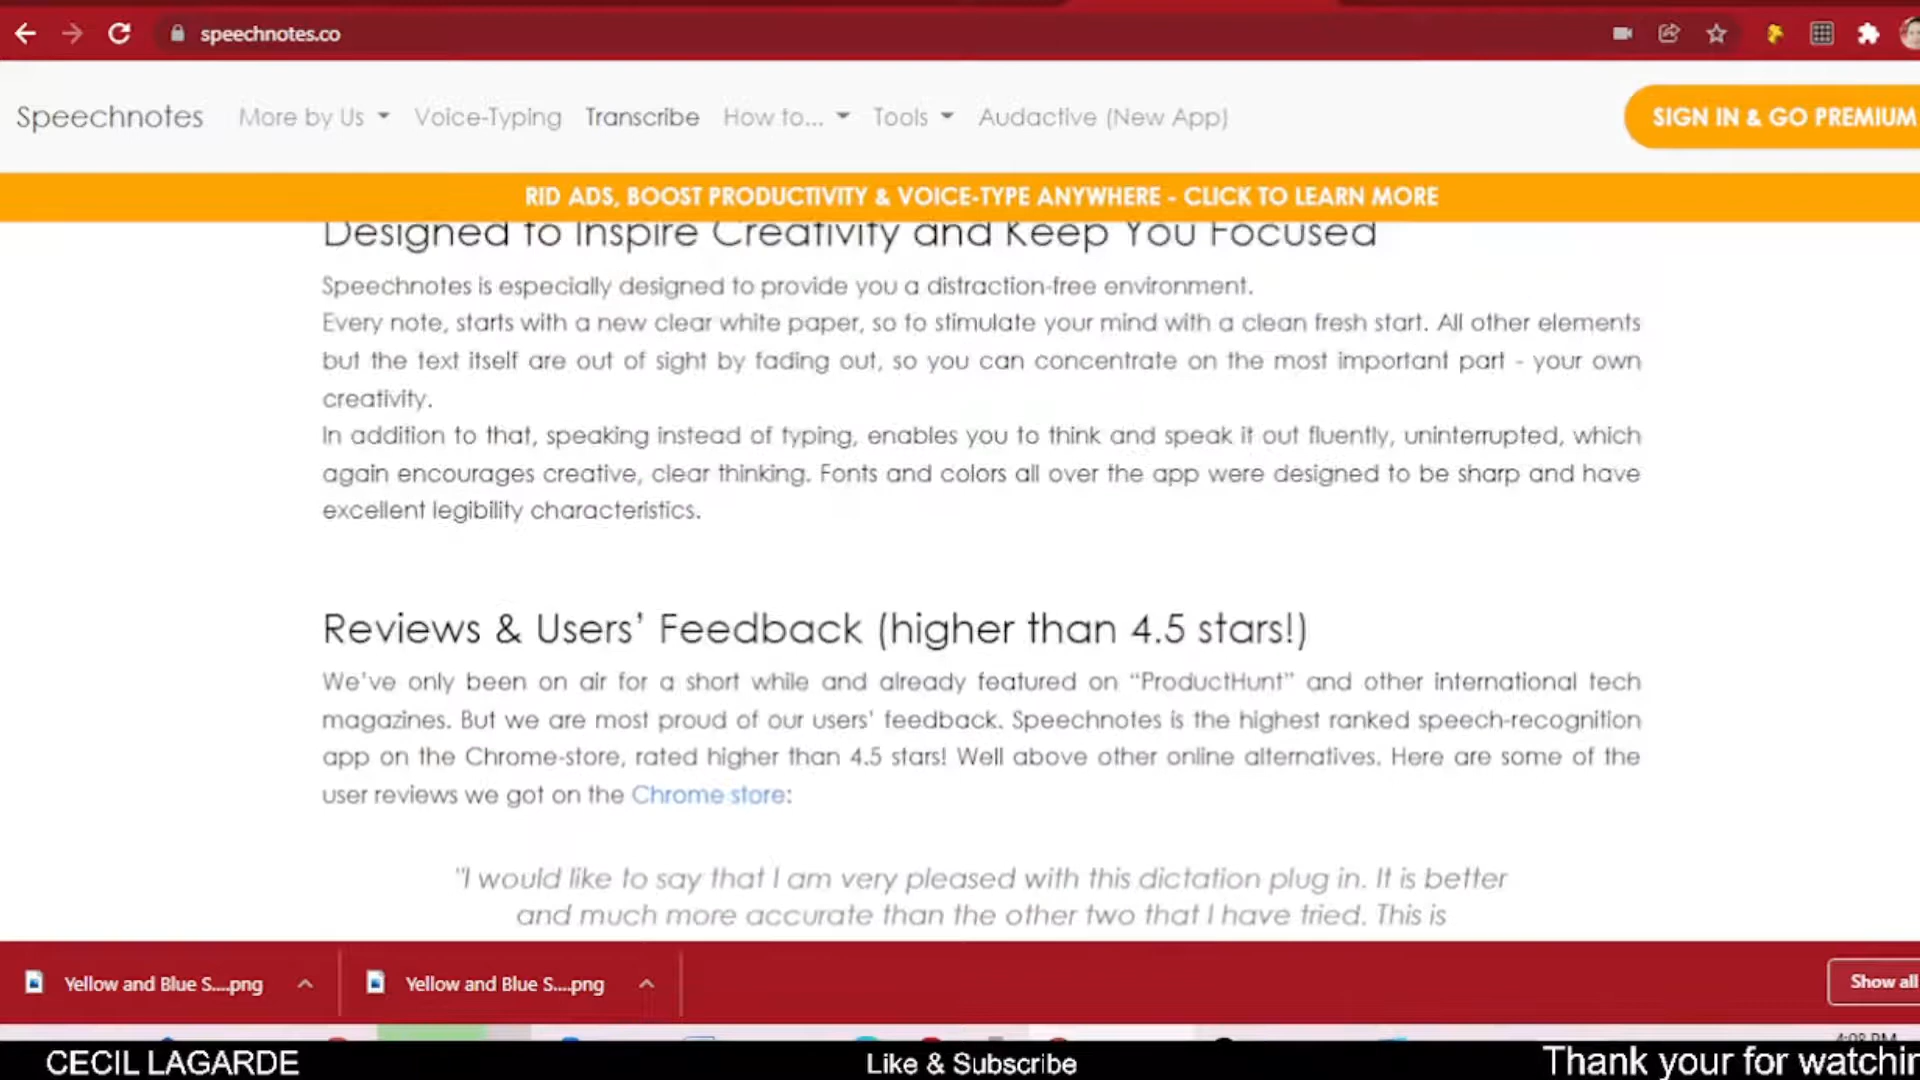 speechnotes.co
Speechnotes More by Us Voice-Typing Transcribe How to... Tools Audactive (New App) SIGN IN & GO PREMIUM
RID ADS, BOOST PRODUCTIVITY & VOICE-TYPE ANYWHERE - CLICK TO LEARN MORE
Designed to Inspire Creativity and Keep You Focused
Speechnotes is especially designed to provide you a distraction-free environment.
Every note, starts with a new clear white paper, so to stimulate your mind with a clean fresh start. All other elements
but the text itself are out of sight by fading out, so you can concentrate on the most important part - your own
creativity.
In addition to that, speaking instead of typing, enables you to think and speak it out fluently, uninterrupted, which
again encourages creative, clear thinking. Fonts and colors all over the app were designed to be sharp and have
excellent legibility characteristics.
Reviews & Users’ Feedback (higher than 4.5 stars!)
We’ve only been on air for a short while and already featured on “ProductHunt” and other international tech
magazines. But we are most proud of our users’ feedback. Speechnotes is the highest ranked speech-recognition
app on the Chrome-store, rated higher than 4.5 stars! Well above other online alternatives. Here are some of the
user reviews we got on the Chrome store:
"I would like to say that I am very pleased with this dictation plug in. It is better
and much more accurate than the other two that I have tried. This is
Yellow and Blue S....png Yellow and Blue S....png Show all
4:08 PM
CECIL LAGARDE Like & Subscribe Thank your for watchin